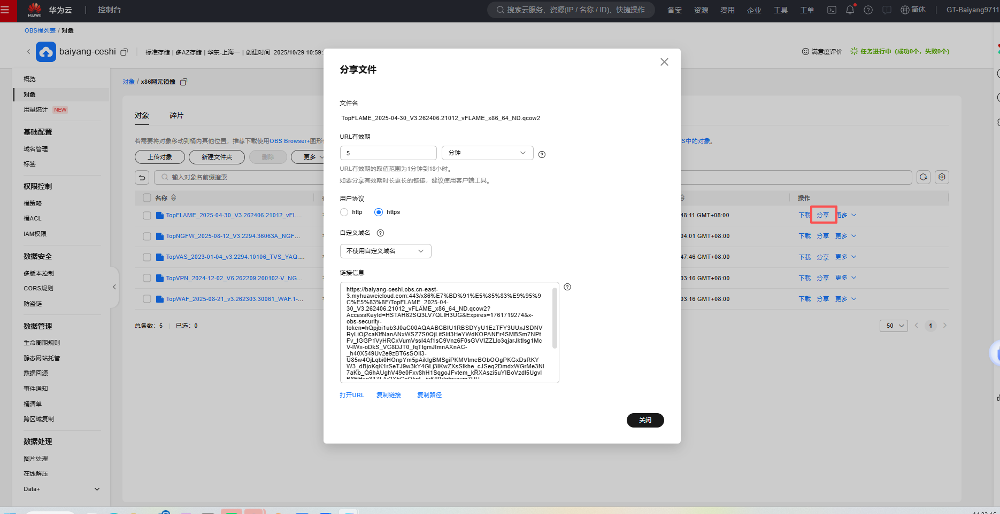 HUAWEI
华为云
控制台
搜索云服务、资源(IP / 名称 / ID)、快捷操作...
备案
资源
费用
企业
工具
工单
简体
GT-Baiyang9711
OBS桶列表 / 对象
baiyang-ceshi
标准存储 | 多AZ存储 | 华东-上海一 | 创建时间 2025/10/29 10:59:
满意度评价
任务进行中（成功0个，失败0个）
概览
对象
用量统计 NEW
基础配置
域名管理
标签
权限控制
桶策略
桶ACL
IAM权限
数据安全
多版本控制
CORS规则
防盗链
数据管理
生命周期规则
静态网站托管
数据回源
事件通知
桶清单
跨区域复制
数据处理
图片处理
在线解压
Data+
对象 / x86网元镜像
对象
碎片
若需要将对象移动到桶内其他位置，推荐下载使用OBS Browser+图形
S中的对象。
上传对象
新建文件夹
删除
更多
输入对象名前缀搜索
名称
操作
TopFLAME_2025-04-30_V3.262406.21012_vFL...
48:11 GMT+08:00
下载 分享 更多
TopNGFW_2025-08-12_V3.2294.36063A_NGF...
04:01 GMT+08:00
下载 分享 更多
TopVAS_2023-01-04_v3.2294.10106_TVS_YAQ....
47:46 GMT+08:00
下载 分享 更多
TopVPN_2024-12-02_V6.262209.200102-V_NG...
03:16 GMT+08:00
下载 分享 更多
TopWAF_2025-08-21_v3.262303.30061_WAF.1-...
03:16 GMT+08:00
下载 分享 更多
总条数：5
已选：0
50
1
分享文件
文件名
TopFLAME_2025-04-30_V3.262406.21012_vFLAME_x86_64_ND.qcow2
URL有效期
5
分钟
URL有效期的取值范围为1分钟到18小时。
如要分享有效期时长更长的链接，建议使用客户端工具。
用户协议
http
https
自定义域名
不使用自定义域名
链接信息
https://baiyang-ceshi.obs.cn-east-
3.myhuaweicloud.com:443/x86%E7%BD%91%E5%85%83%E9%95%9
C%E5%83%8F/TopFLAME_2025-04-
30_V3.262406.21012_vFLAME_x86_64_ND.qcow2?
AccessKeyId=HSTAH62SQ3LV7QLIH3UG&Expires=1761719274&x-
obs-security-
token=hQpjbi1ub3J0aC00AQAABCBIU1RBSDYyU1EzTFY3UUxJSDNV
RyLiOj2caKlfNanANxWSZ7S0QjLitSlit3HeYWdKOPANFr4SMBSm7NPt
Fv_tGGP1VyHRCxVumVssI4Af1sC9Vnz6F0sGVVIZZLlo3qjarJktIsg1Mc
V-IWx-oDkS_VC8DJT0_fqTtgmJImnAXnAC-
_h40X549Uv2e9zBT6sSOIl3-
U85w4OjLqbi0HOnpYm5pAikIgBMSgiPKMVtmeBObOOgPKGxDsRKY
W3_dBjoKqK1rSeTJ9w3kY4GLj3IKwZXsSIkhe_cJSeq2DmdxWGrMe3NI
7aKb_Q6hAUghV49e0Fxv8hH1SqgoJFvtem_kRXAszi5uYIBoVzdI5UgvI
打开URL
复制链接
复制路径
关闭